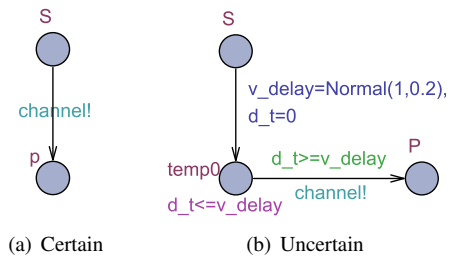 S
channel!
p
(a) Certain
S
v_delay=Normal(1,0.2),
d_t=0
temp0
d_t<=v_delay
d_t>=v_delay
channel!
P
(b) Uncertain